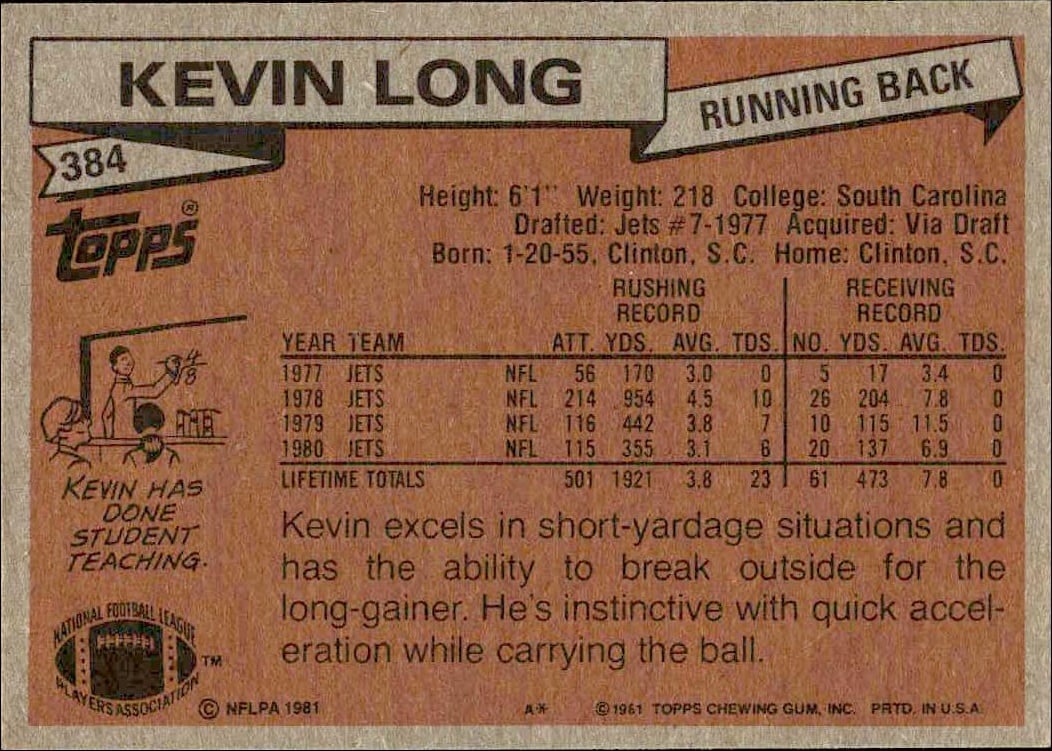 KEVIN LONG
RUNNING BACK
384
Topps®
Height: 6'1" Weight: 218 College: South Carolina
Drafted: Jets #7-1977 Acquired: Via Draft
Born: 1-20-55, Clinton, S.C. Home: Clinton, S.C.
RUSHING RECORD RECEIVING RECORD
YEAR TEAM ATT. YDS. AVG. TDS. NO. YDS. AVG. TDS.
1977 JETS NFL 56 170 3.0 0 5 17 3.4 0
1978 JETS NFL 214 954 4.5 10 26 204 7.8 0
1979 JETS NFL 116 442 3.8 7 10 115 11.5 0
1980 JETS NFL 115 355 3.1 6 20 137 6.9 0
LIFETIME TOTALS 501 1921 3.8 23 61 473 7.8 0
4/8
KEVIN HAS
DONE
STUDENT
TEACHING.
Kevin excels in short-yardage situations and
has the ability to break outside for the
long-gainer. He's instinctive with quick accel-
eration while carrying the ball.
NATIONAL FOOTBALL LEAGUE
PLAYERS ASSOCIATION
TM
© NFLPA 1981
A* © 1981 TOPPS CHEWING GUM, INC. PRTD. IN U.S.A.